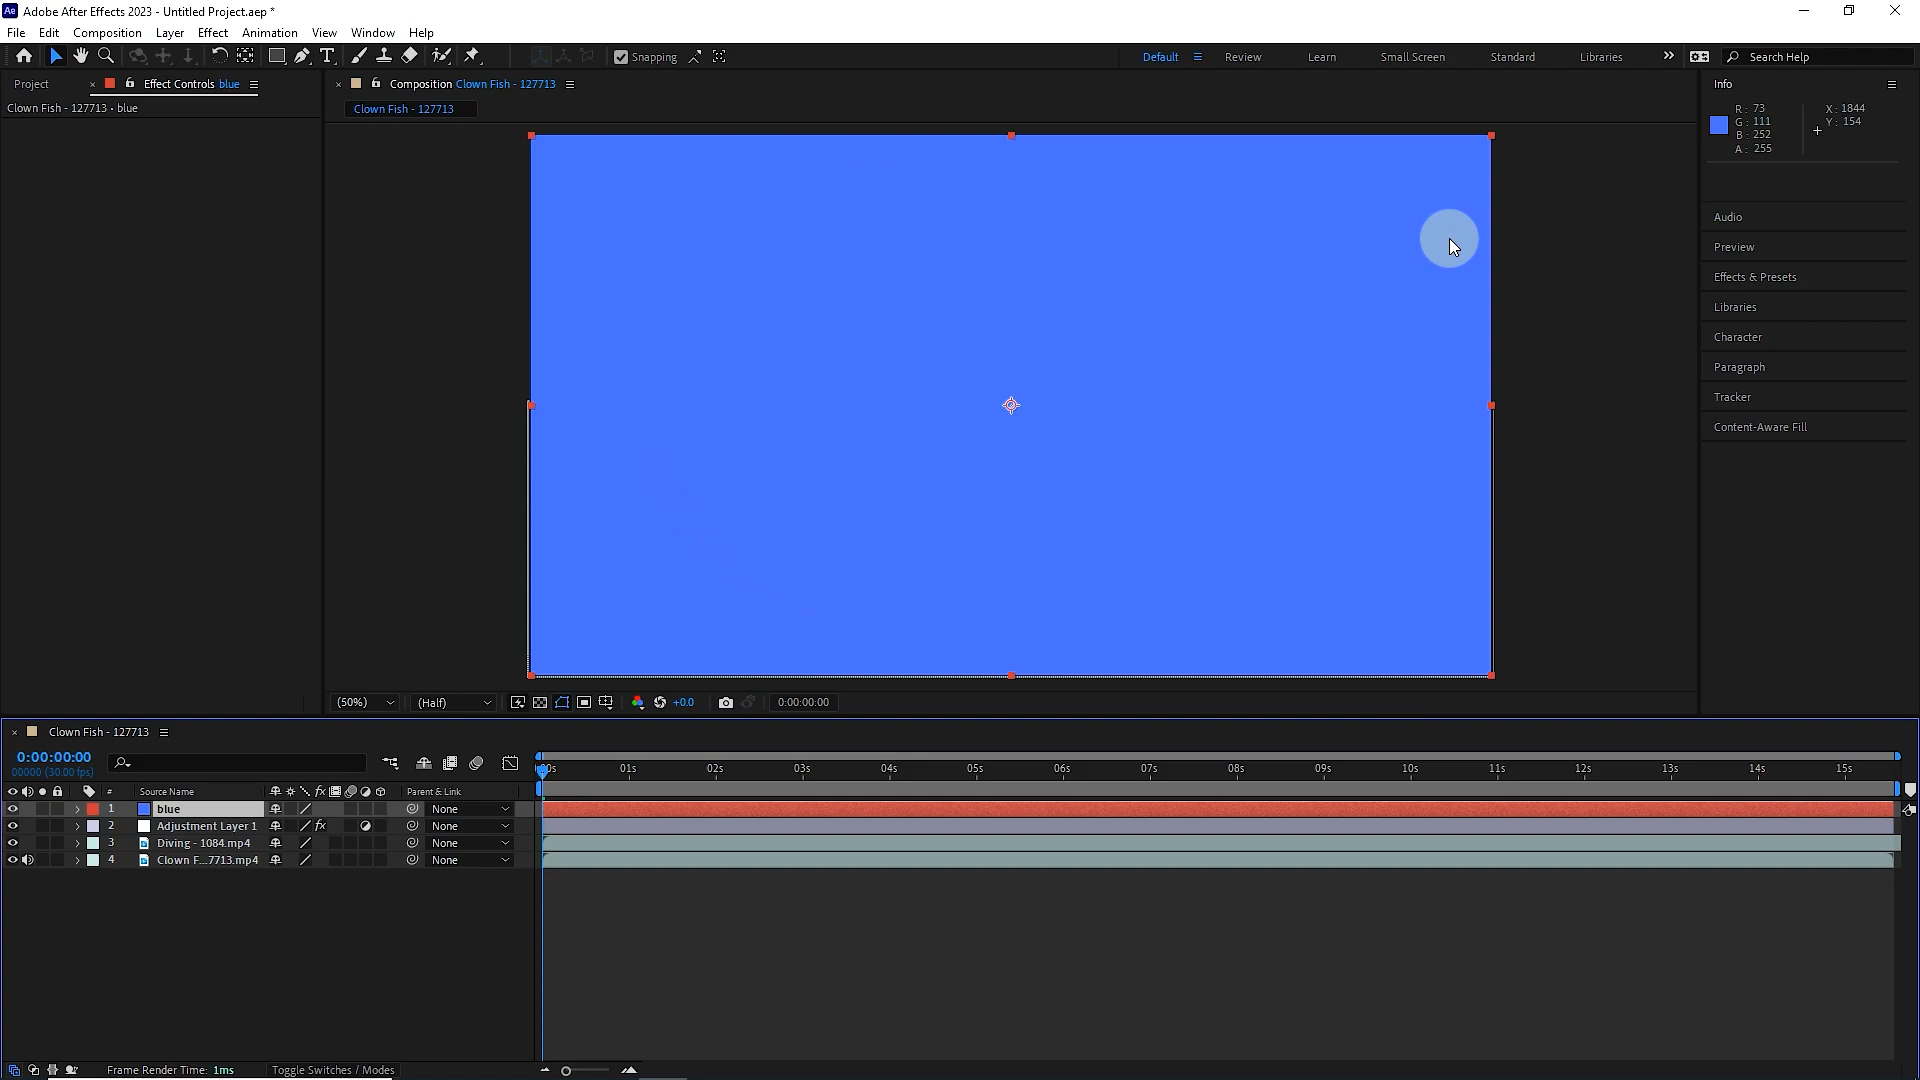 Ae Adobe After Effects 2023 - Untitled Project.aep *
File Edit Composition Layer Effect Animation View Window Help
Snapping
Default Review Learn Small Screen Standard Libraries Search Help
Project
Effect Controls blue
Clown Fish - 127713 • blue
Composition Clown Fish - 127713
Clown Fish - 127713
Info
R : 73
G : 111
B : 252
A : 255
X : 1844
Y : 154
Audio
Preview
Effects & Presets
Libraries
Character
Paragraph
Tracker
Content-Aware Fill
(50%) (Half) +0.0 0:00:00:00
Clown Fish - 127713
0:00:00:00
00000 (30.00 fps)
01s 02s 03s 04s 05s 06s 07s 08s 09s 10s 11s 12s 13s 14s 15s
# Source Name fx Parent & Link
1 blue None
2 Adjustment Layer 1 fx None
3 Diving - 1084.mp4 None
4 Clown F...7713.mp4 None
Frame Render Time: 1ms Toggle Switches / Modes